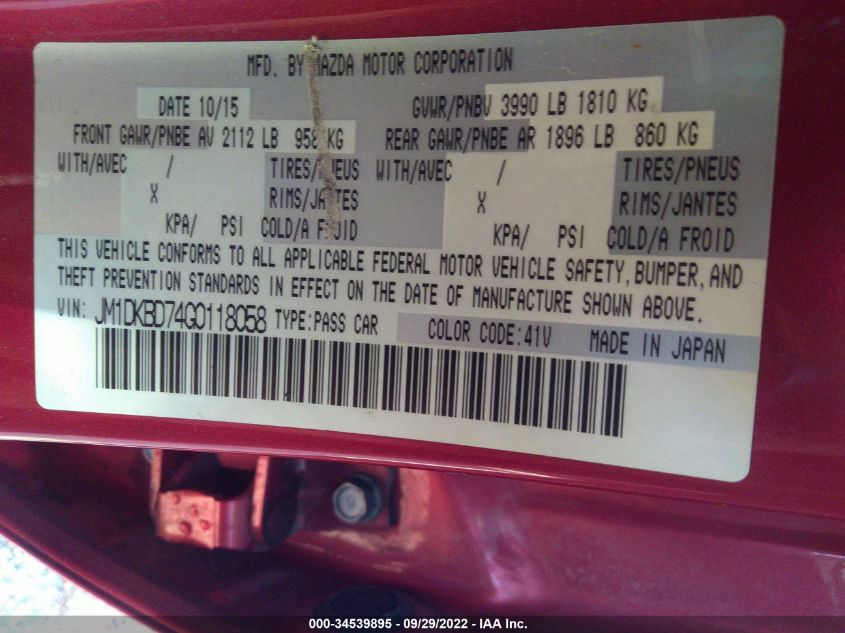 MFD. BY MAZDA MOTOR CORPORATION
DATE 10/15 GVWR/PNBV 3990 LB 1810 KG
FRONT GAWR/PNBE AV 2112 LB 958 KG REAR GAWR/PNBE AR 1896 LB 860 KG
WITH/AVEC / TIRES/PNEUS WITH/AVEC / TIRES/PNEUS
X RIMS/JANTES X RIMS/JANTES
KPA/ PSI COLD/A FROID KPA/ PSI COLD/A FROID
THIS VEHICLE CONFORMS TO ALL APPLICABLE FEDERAL MOTOR VEHICLE SAFETY, BUMPER, AND
THEFT PREVENTION STANDARDS IN EFFECT ON THE DATE OF MANUFACTURE SHOWN ABOVE.
VIN: JM1DKBD74G0118058 TYPE:PASS CAR COLOR CODE:41V MADE IN JAPAN
000-34539895 - 09/29/2022 - IAA Inc.